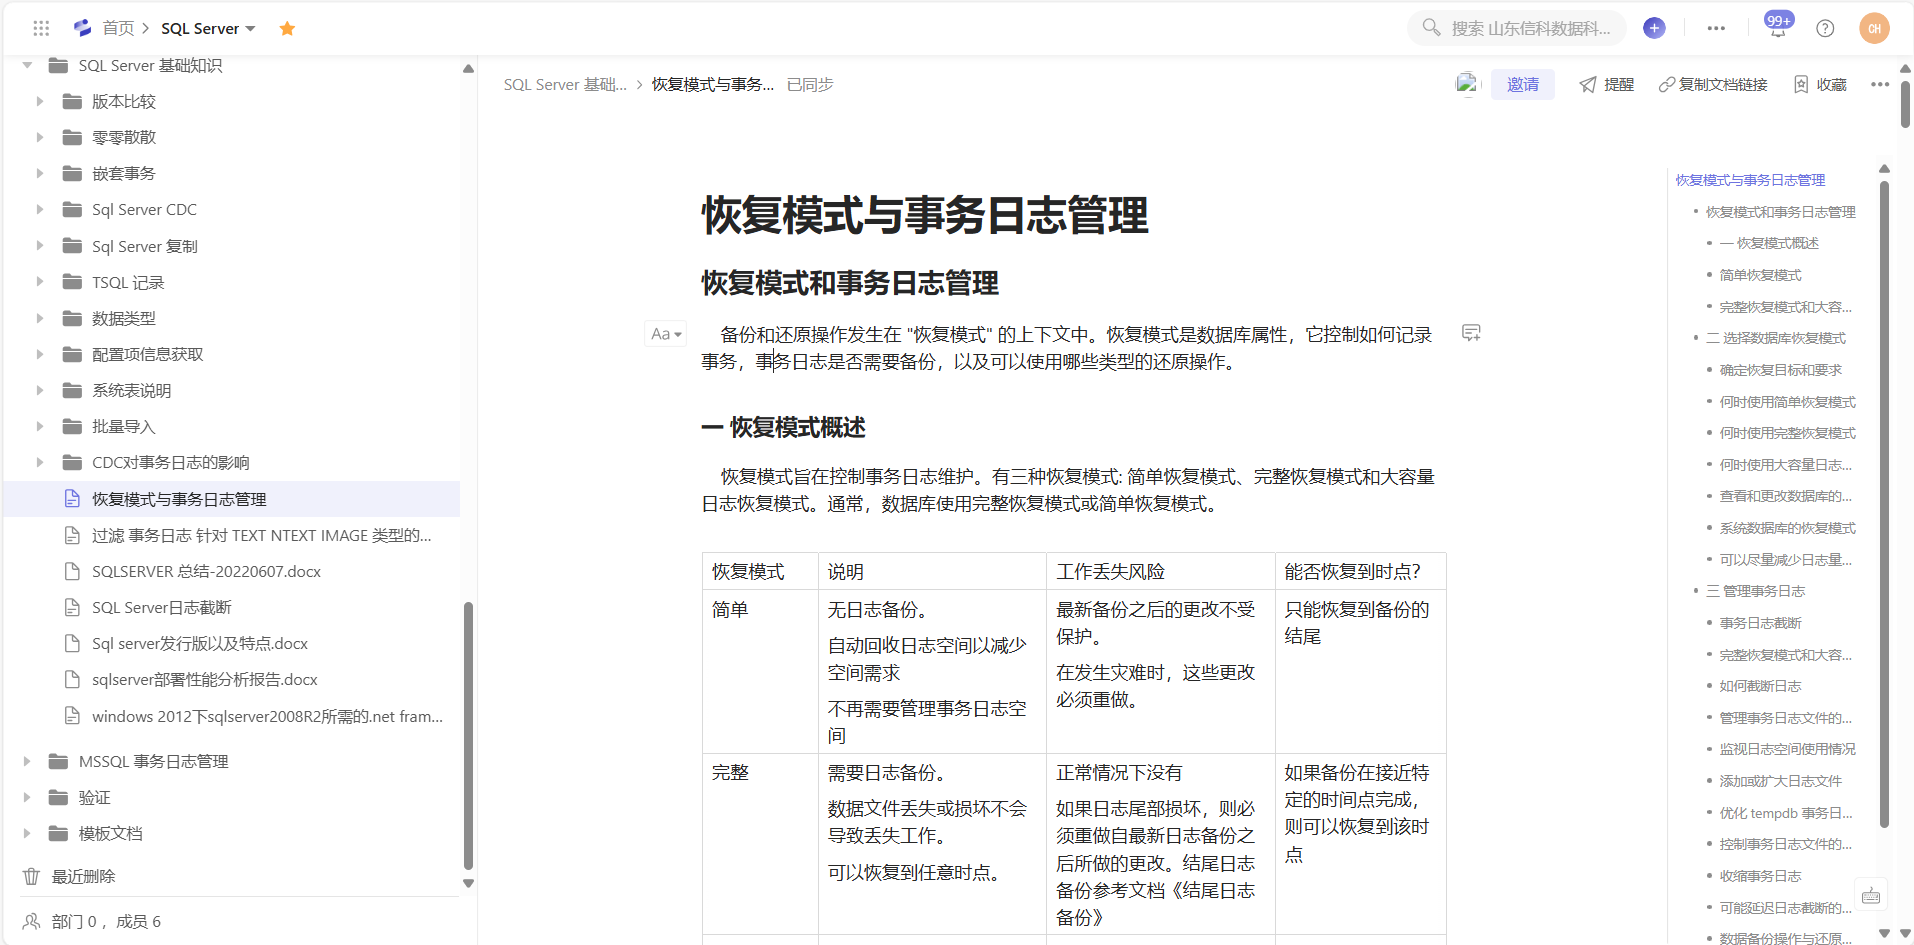 首页 > SQL Server
搜索 山东信科数据科...
99+
CH
SQL Server 基础知识
版本比较
零零散散
嵌套事务
Sql Server CDC
Sql Server 复制
TSQL 记录
数据类型
配置项信息获取
系统表说明
批量导入
CDC对事务日志的影响
恢复模式与事务日志管理
过滤 事务日志 针对 TEXT NTEXT IMAGE 类型的...
SQLSERVER 总结-20220607.docx
SQL Server日志截断
Sql server发行版以及特点.docx
sqlserver部署性能分析报告.docx
windows 2012下sqlserver2008R2所需的.net fram...
MSSQL 事务日志管理
验证
模板文档
最近删除
部门 0 ，成员 6
SQL Server 基础... > 恢复模式与事务... 已同步
邀请
提醒
复制文档链接
收藏
恢复模式与事务日志管理
恢复模式和事务日志管理
Aa
备份和还原操作发生在 "恢复模式" 的上下文中。恢复模式是数据库属性，它控制如何记录
事务，事务日志是否需要备份，以及可以使用哪些类型的还原操作。
一 恢复模式概述
恢复模式旨在控制事务日志维护。有三种恢复模式: 简单恢复模式、完整恢复模式和大容量
日志恢复模式。通常，数据库使用完整恢复模式或简单恢复模式。
恢复模式
说明
工作丢失风险
能否恢复到时点？
简单
无日志备份。
自动回收日志空间以减少
空间需求
不再需要管理事务日志空
间
最新备份之后的更改不受
保护。
在发生灾难时，这些更改
必须重做。
只能恢复到备份的
结尾
完整
需要日志备份。
数据文件丢失或损坏不会
导致丢失工作。
可以恢复到任意时点。
正常情况下没有
如果日志尾部损坏，则必
须重做自最新日志备份之
后所做的更改。结尾日志
备份参考文档《结尾日志
备份》
如果备份在接近特
定的时间点完成，
则可以恢复到该时
点
恢复模式与事务日志管理
恢复模式和事务日志管理
一 恢复模式概述
简单恢复模式
完整恢复模式和大容...
二 选择数据库恢复模式
确定恢复目标和要求
何时使用简单恢复模式
何时使用完整恢复模式
何时使用大容量日志...
查看和更改数据库的...
系统数据库的恢复模式
可以尽量减少日志量...
三 管理事务日志
事务日志截断
完整恢复模式和大容...
如何截断日志
管理事务日志文件的...
监视日志空间使用情况
添加或扩大日志文件
优化 tempdb 事务日...
控制事务日志文件的...
收缩事务日志
可能延迟日志截断的...
数据备份操作与还原...